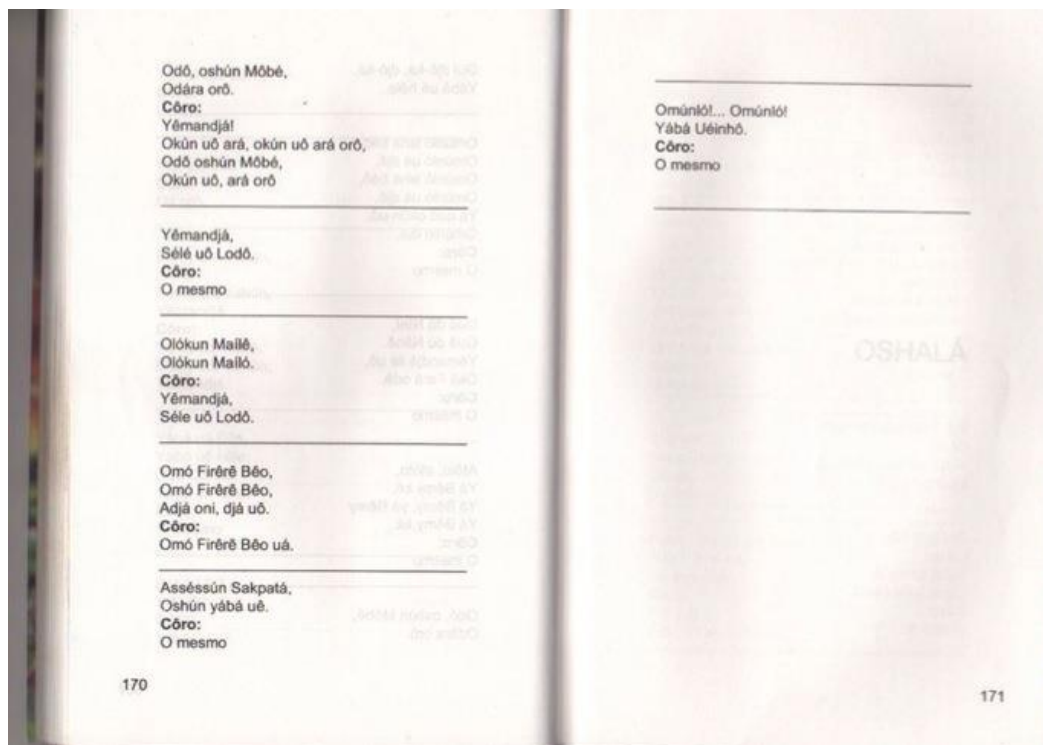 Odô, oshún Môbé,
Odára orô.
Côro:
Yêmandjá!
Okún uô ará, okún uô ará orô,
Odô oshún Môbé,
Okún uô, ará orô
Yêmandjá,
Sélé uô Lodô.
Côro:
O mesmo
Olókun Mailê,
Olókun Mailó.
Côro:
Yêmandjá,
Séle uô Lodô.
Omó Firêrê Bêo,
Omó Firêrê Bêo,
Adjá oni, djá uô.
Côro:
Omó Firêrê Bêo uá.
Asséssún Sakpatá,
Oshún yábá uê.
Côro:
O mesmo
170
Omúnló!... Omúnló!
Yábá Uéinhô.
Côro:
O mesmo
OSHALÁ
171